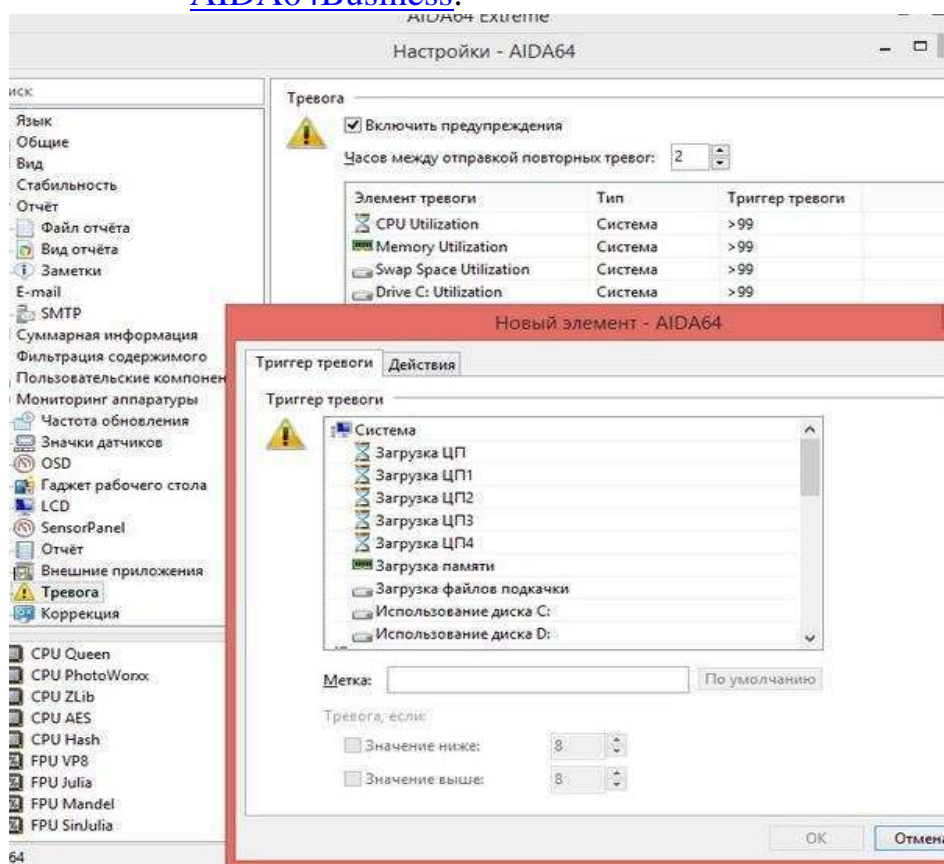 AIDA64Business.
AIDA64 Extreme
Настройки - AIDA64
Язык
Общие
Вид
Стабильность
Отчёт
Файл отчёта
Вид отчёта
Заметки
E-mail
SMTP
Суммарная информация
Фильтрация содержимого
Пользовательские компонен
Мониторинг аппаратуры
Частота обновления
Значки датчиков
OSD
Гаджет рабочего стола
LCD
SensorPanel
Отчёт
Внешние приложения
Тревога
Коррекция
CPU Queen
CPU PhotoWorxx
CPU ZLib
CPU AES
CPU Hash
FPU VP8
FPU Julia
FPU Mandel
FPU SinJulia
64
Тревога
Включить предупреждения
Часов между отправкой повторных тревог: 2
Элемент тревоги Тип Триггер тревоги
CPU Utilization Система >99
Memory Utilization Система >99
Swap Space Utilization Система >99
Drive C: Utilization Система >99
Новый элемент - AIDA64
Триггер тревоги Действия
Триггер тревоги
Система
Загрузка ЦП
Загрузка ЦП1
Загрузка ЦП2
Загрузка ЦП3
Загрузка ЦП4
Загрузка памяти
Загрузка файлов подкачки
Использование диска C:
Использование диска D:
Метка: По умолчанию
Тревога, если:
Значение ниже: 8
Значение выше: 8
OK Отмена